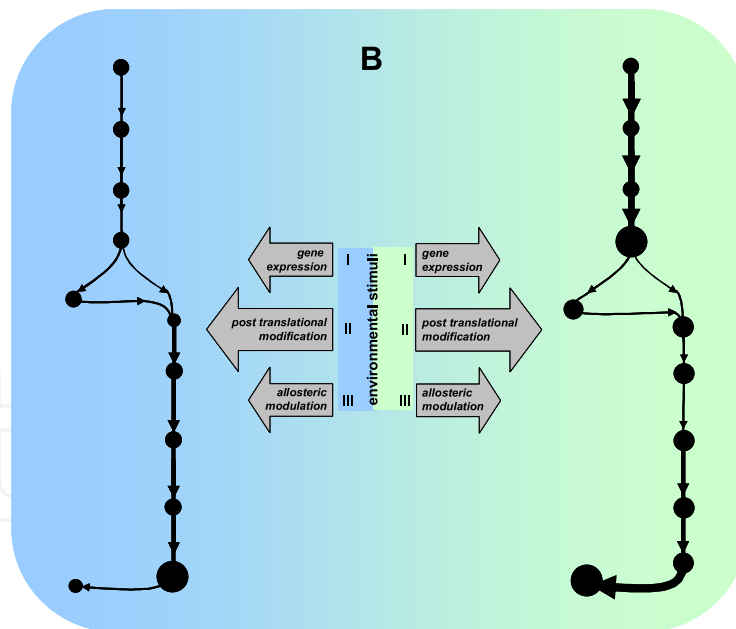 B
gene
expression
I
I
gene
expression
post translational
modification
II
II
post translational
modification
allosteric
modulation
III
III
allosteric
modulation
environmental stimuli